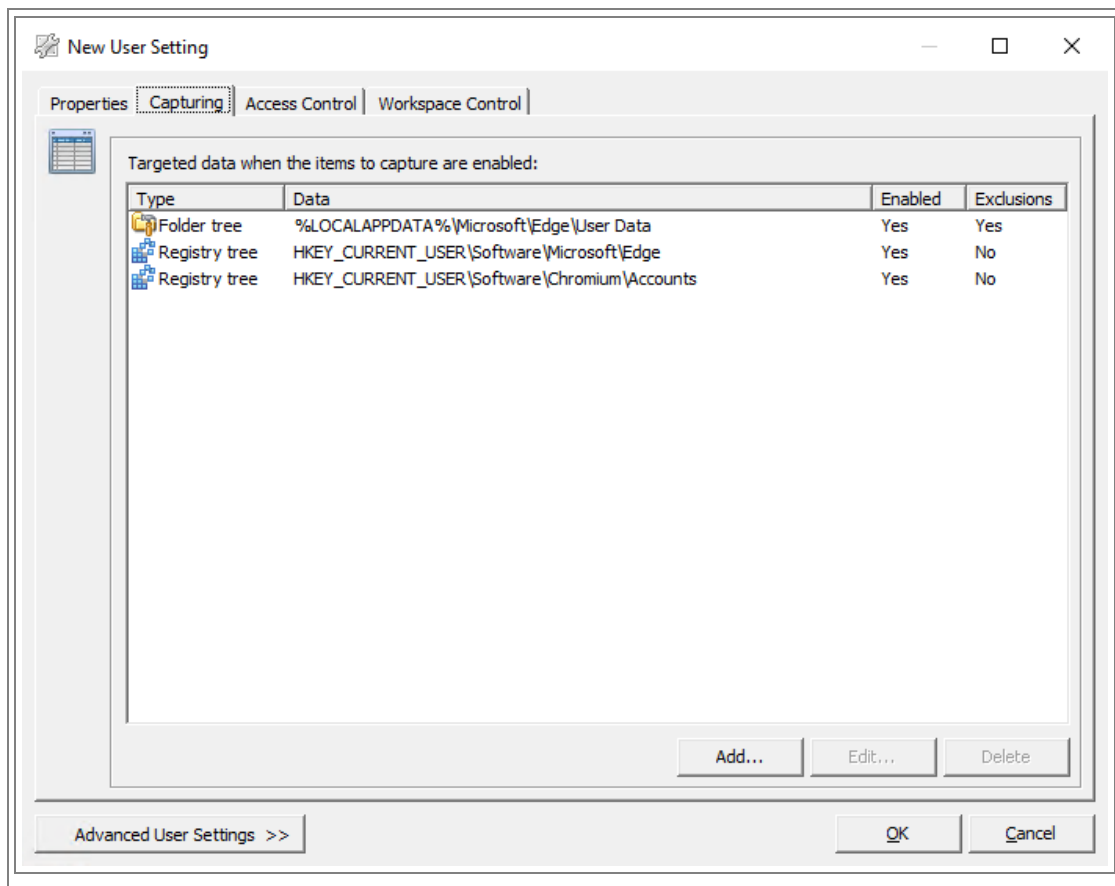 New User Setting
Properties Capturing Access Control Workspace Control
Targeted data when the items to capture are enabled:
Type Data Enabled Exclusions
Folder tree %LOCALAPPDATA%\Microsoft\Edge\User Data Yes Yes
Registry tree HKEY_CURRENT_USER\Software\Microsoft\Edge Yes No
Registry tree HKEY_CURRENT_USER\Software\Chromium\Accounts Yes No
Add... Edit... Delete
Advanced User Settings >> OK Cancel